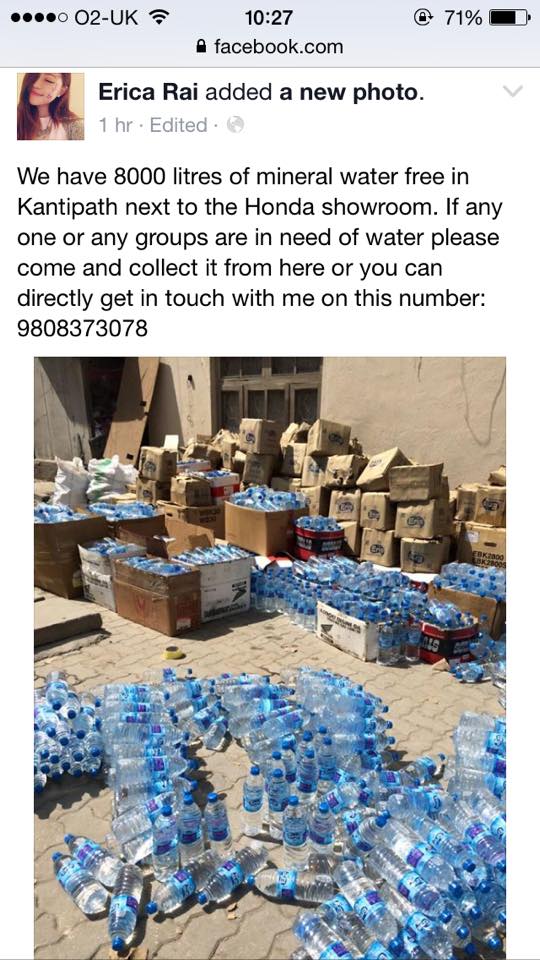 O2-UK 10:27 71%
facebook.com
Erica Rai added a new photo.
1 hr · Edited ·
We have 8000 litres of mineral water free in
Kantipath next to the Honda showroom. If any
one or any groups are in need of water please
come and collect it from here or you can
directly get in touch with me on this number:
9808373078
EBK2800